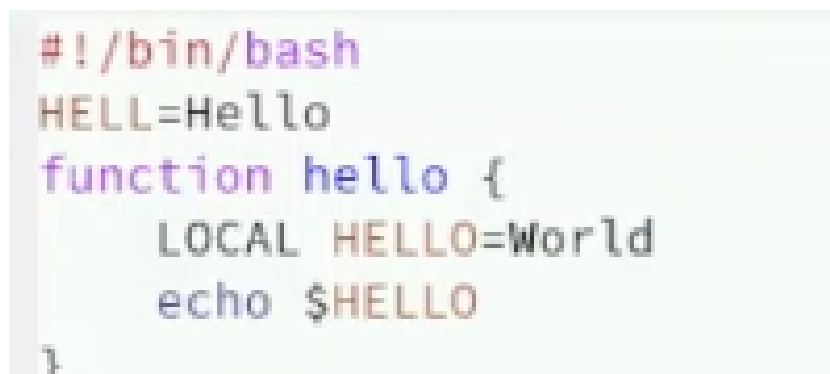 #!/bin/bash
HELL=Hello
function hello {
    LOCAL HELLO=World
    echo $HELLO
}